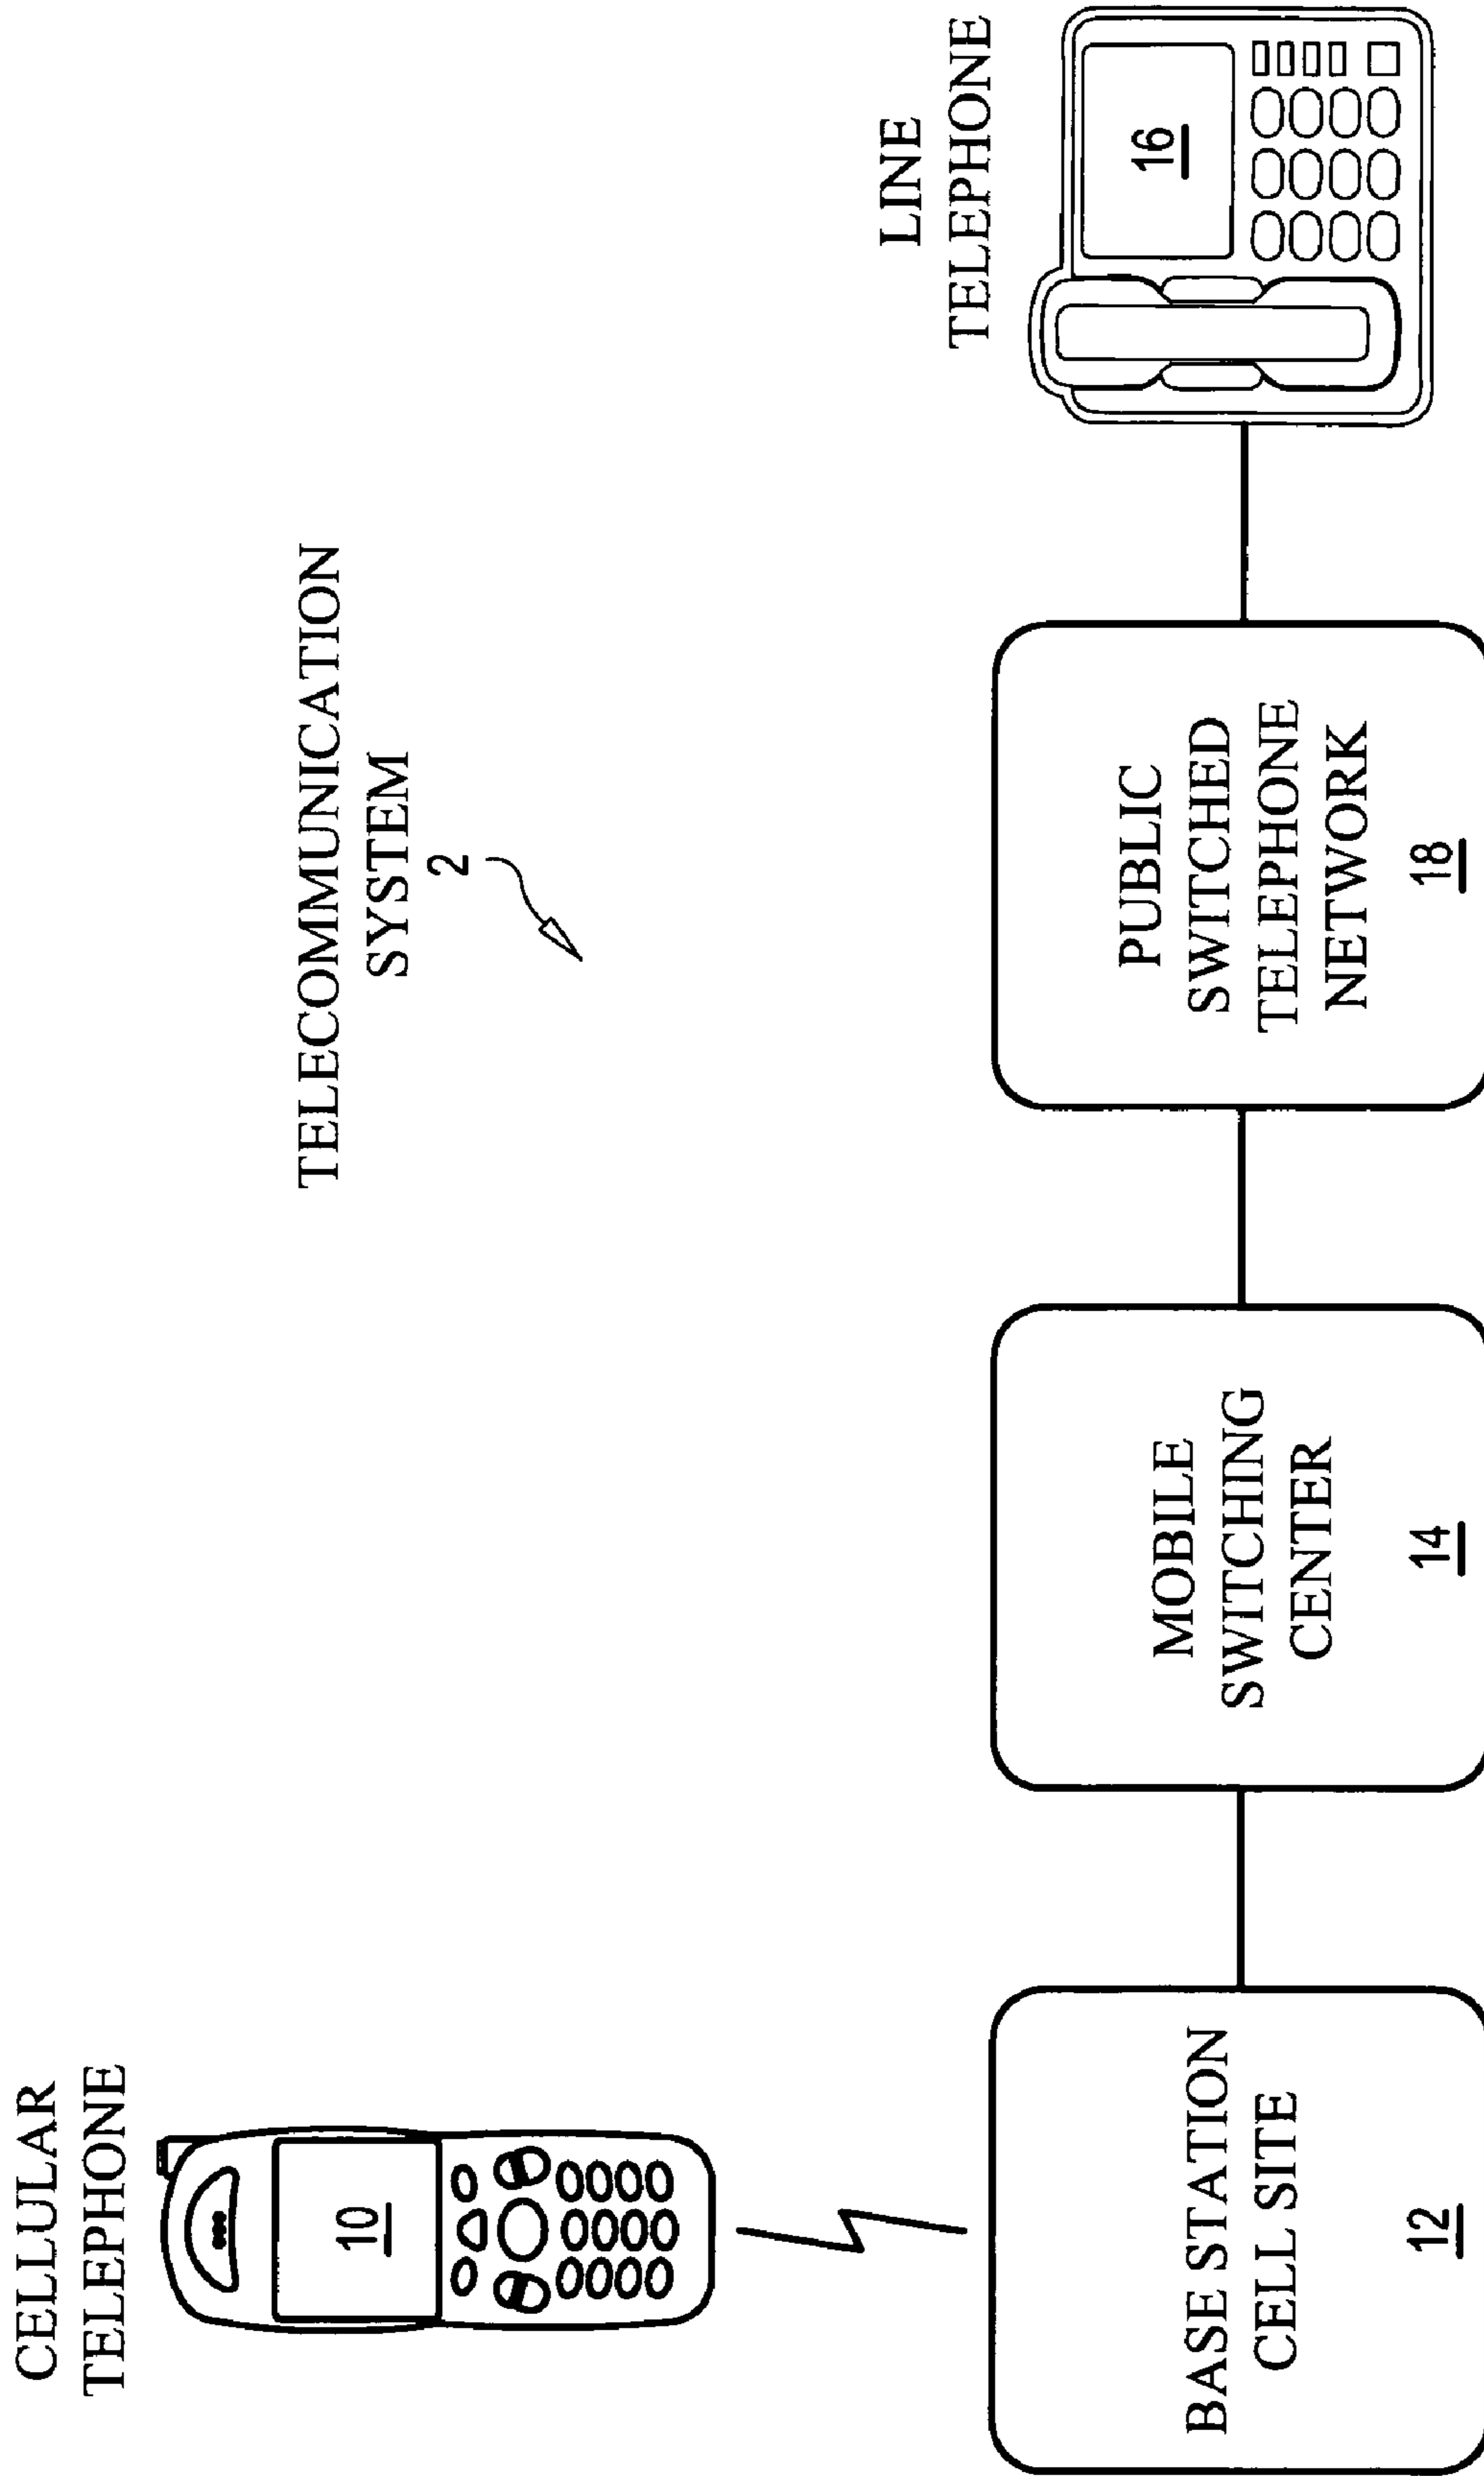 CELLULAR
TELEPHONE
10
TELECOMMUNICATION
SYSTEM
2
LINE
TELEPHONE
16
BASE STATION
CELL SITE
12
MOBILE
SWITCHING
CENTER
14
PUBLIC
SWITCHED
TELEPHONE
NETWORK
18